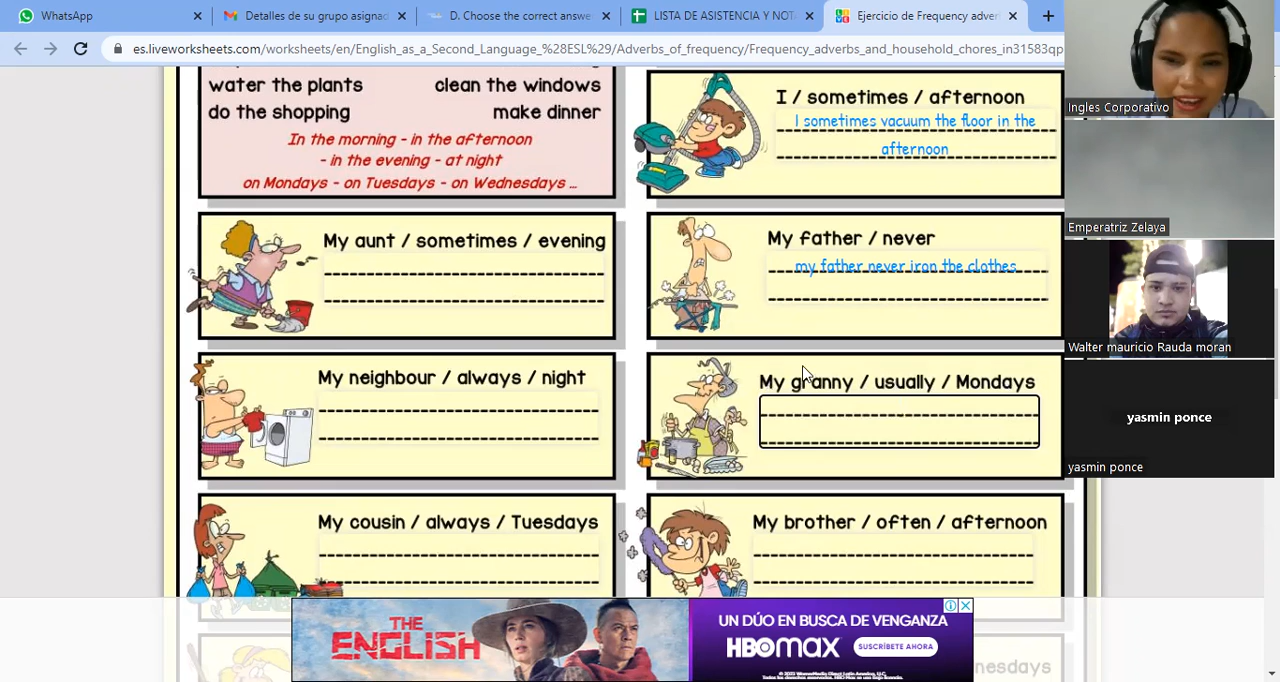 WhatsApp
Detalles de su grupo asignad
D. Choose the correct answe
LISTA DE ASISTENCIA Y NOT
Ejercicio de Frequency adver
es.liveworksheets.com/worksheets/en/English_as_a_Second_Language_%28ESL%29/Adverbs_of_frequency/Frequency_adverbs_and_household_chores_in31583qp
water the plants clean the windows
do the shopping make dinner
In the morning - in the afternoon
- in the evening - at night
on Mondays - on Tuesdays - on Wednesdays ...
I / sometimes / afternoon
I sometimes vacuum the floor in the
afternoon
My aunt / sometimes / evening
My father / never
my father never iron the clothes
My neighbour / always / night
My granny / usually / Mondays
My cousin / always / Tuesdays
My brother / often / afternoon
nesdays
THE
ENGLISH
UN DÚO EN BUSCA DE VENGANZA
HBOMAX
SUSCRÍBETE AHORA
Ingles Corporativo
Emperatriz Zelaya
Walter mauricio Rauda moran
yasmin ponce
yasmin ponce